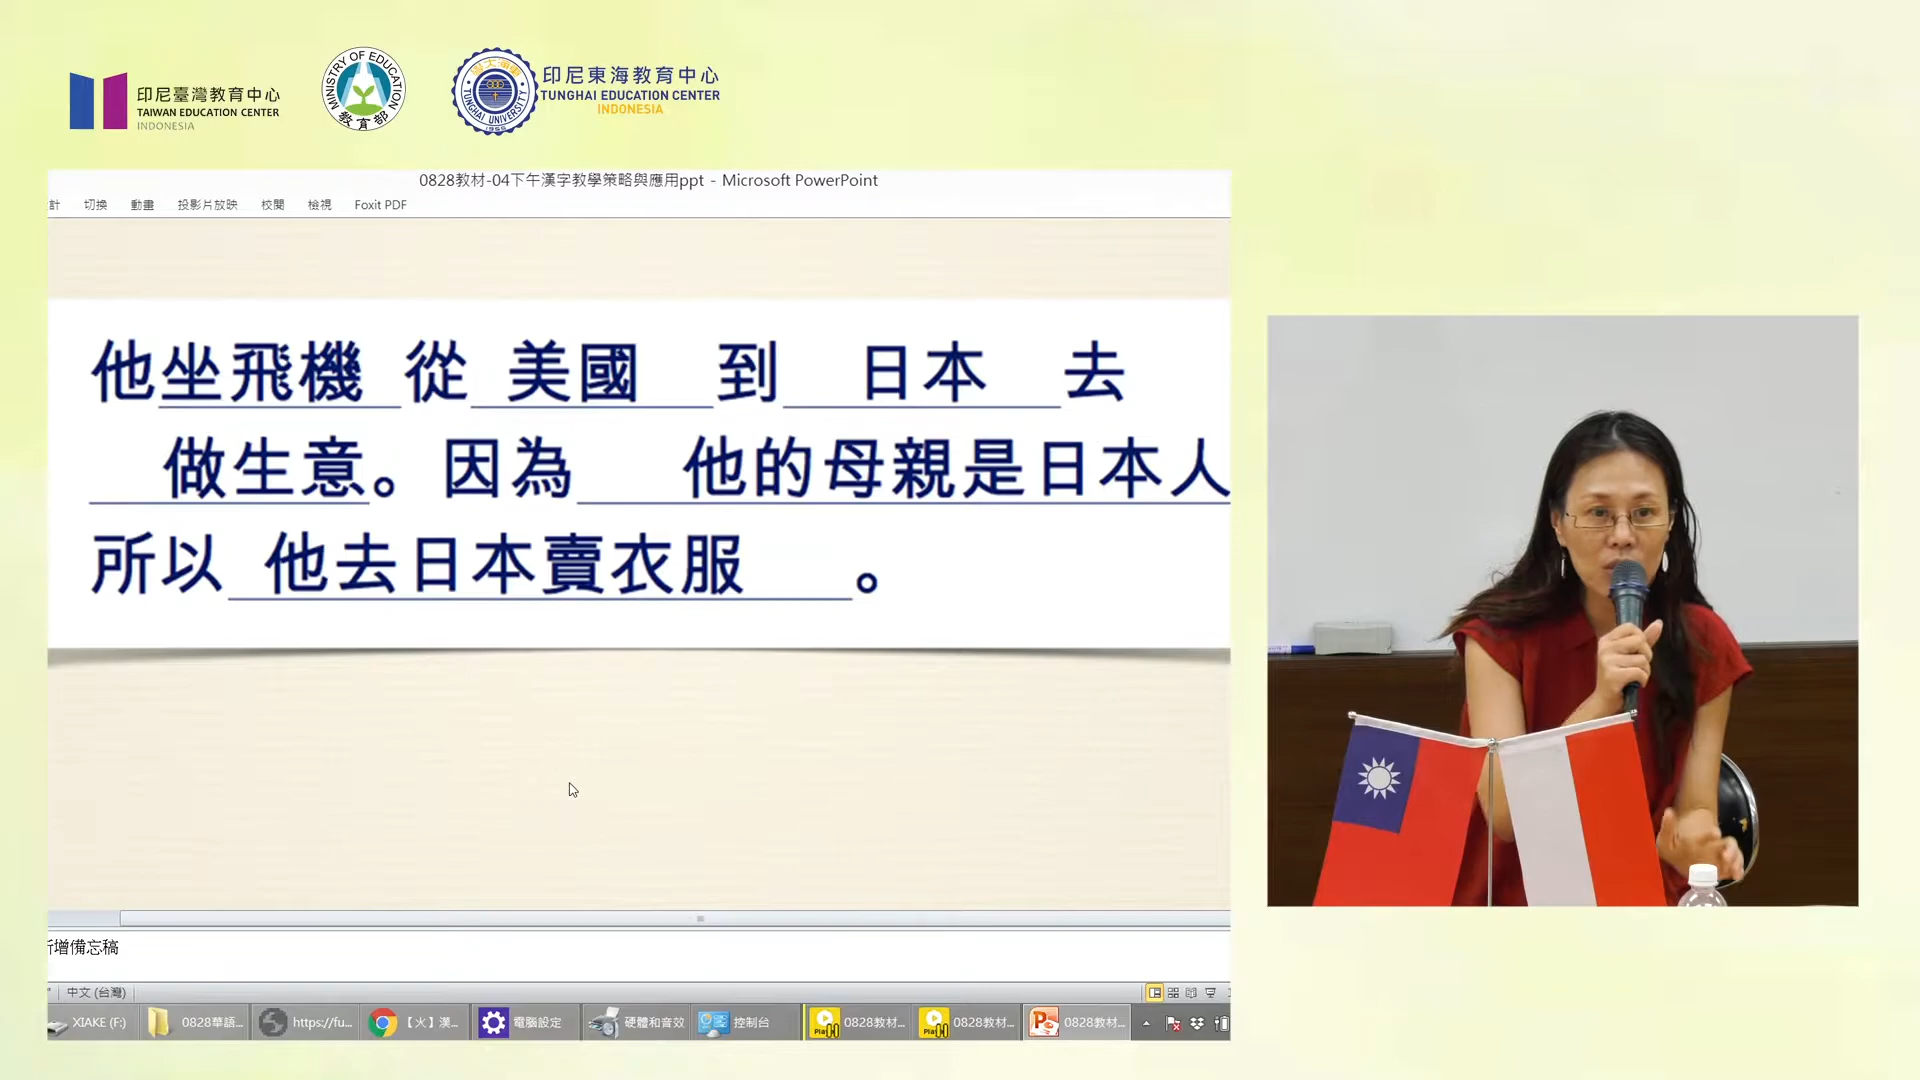 印尼臺灣教育中心
TAIWAN EDUCATION CENTER
INDONESIA
MINISTRY OF EDUCATION
教育部
東海大學
TUNGHAI UNIVERSITY
1955
印尼東海教育中心
TUNGHAI EDUCATION CENTER
INDONESIA
0828教材-04下午漢字教學策略與應用ppt - Microsoft PowerPoint
計 切換 動畫 投影片放映 校閱 檢視 Foxit PDF
他坐飛機 從 美國 到 日本 去
做生意。因為 他的母親是日本人
所以 他去日本賣衣服 。
新增備忘稿
中文 (台灣)
XIAKE (F:) 0828華語... https://fu... 【火】漢... 電腦設定 硬體和音效 控制台 0828教材... 0828教材... 0828教材...